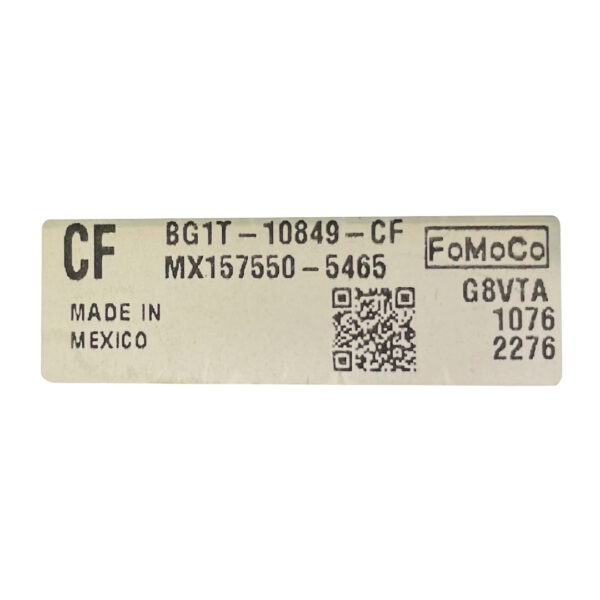 CF
BG1T-10849-CF
MX157550-5465
FoMoCo
G8VTA
1076
2276
MADE IN
MEXICO